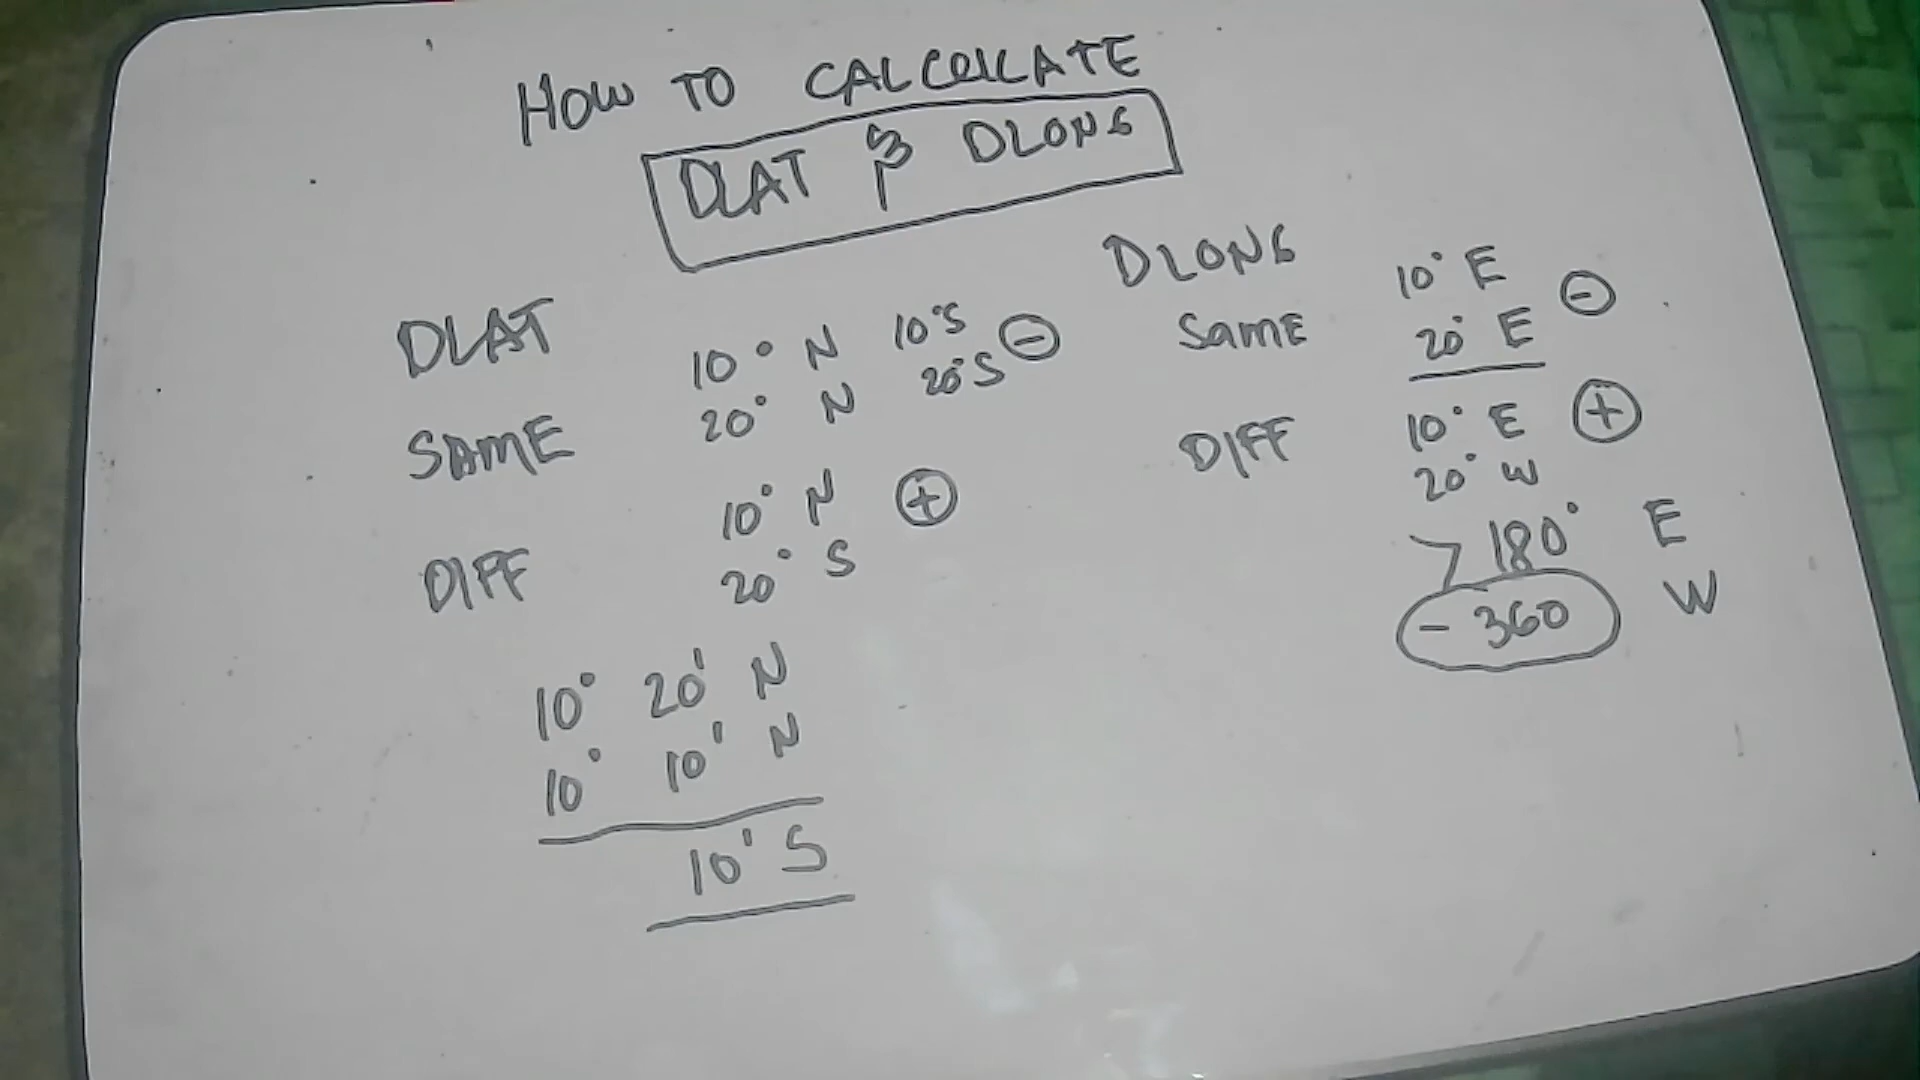 HOW TO CALCULATE
DLAT & DLONG
DLAT
10° N 10°S
20° N 20°S -
SAME
10° N +
20° S
DIFF
10° 20' N
10° 10' N
10' S
DLONG
10° E
SAME 20° E -
10° E +
DIFF 20° W
> 180° E
- 360 W